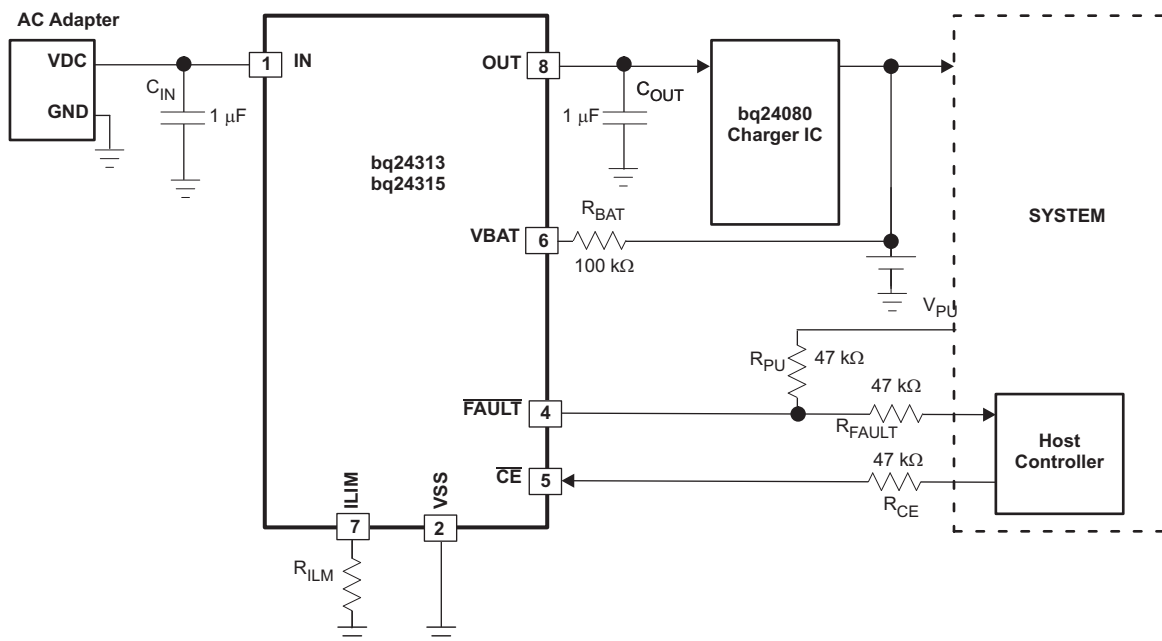 AC Adapter
VDC
GND
C_IN
1 μF
1
IN
OUT
8
C_OUT
1 μF
bq24080
Charger IC
bq24313
bq24315
R_BAT
VBAT
6
100 kΩ
SYSTEM
V_PU
R_PU
47 kΩ
47 kΩ
FAULT
4
R_FAULT
Host
Controller
47 kΩ
CE
5
R_CE
ILIM
VSS
7
2
R_ILM